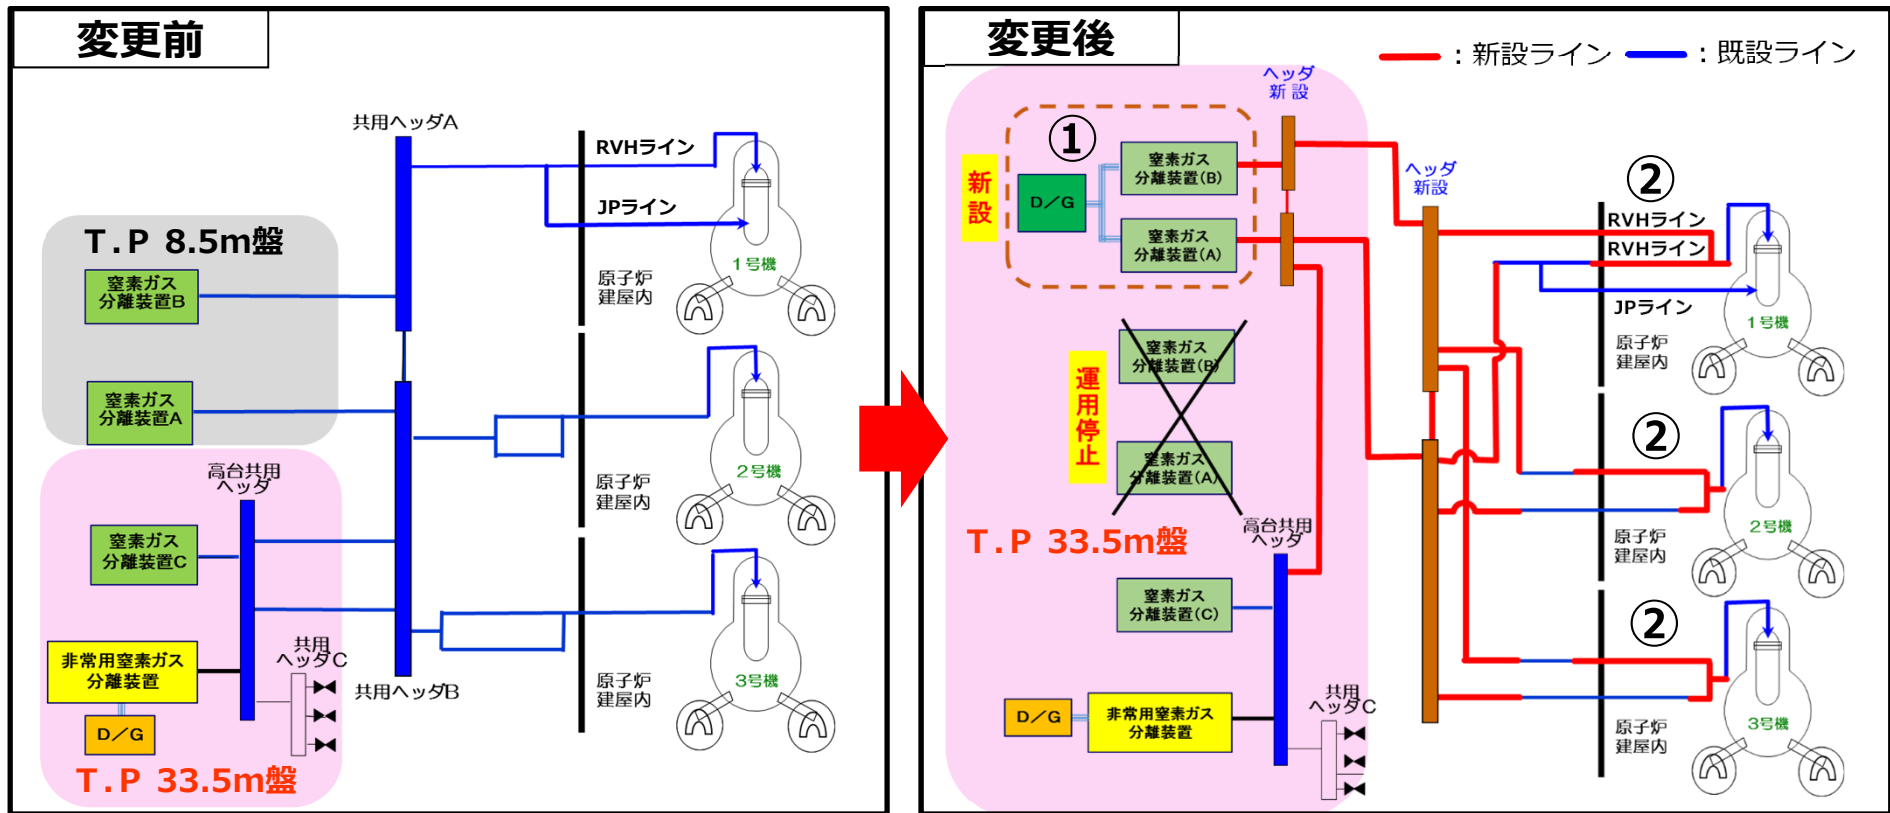 変更前
共用ヘッダA
RVHライン
JPライン
1号機
原子炉
建屋内
T.P 8.5m盤
窒素ガス
分離装置B
窒素ガス
分離装置A
2号機
原子炉
建屋内
高台共用
ヘッダ
窒素ガス
分離装置C
非常用窒素ガス
分離装置
D/G
共用
ヘッダC
共用ヘッダB
3号機
原子炉
建屋内
T.P 33.5m盤
変更後
:新設ライン
:既設ライン
ヘッダ
新設
①
新設
D/G
窒素ガス
分離装置(B)
窒素ガス
分離装置(A)
ヘッダ
新設
②
RVHライン
RVHライン
JPライン
1号機
原子炉
建屋内
運用停止
窒素ガス
分離装置(B)
窒素ガス
分離装置(A)
②
2号機
原子炉
建屋内
T.P 33.5m盤
高台共用
ヘッダ
窒素ガス
分離装置(C)
②
3号機
原子炉
建屋内
D/G
非常用窒素ガス
分離装置
共用
ヘッダC